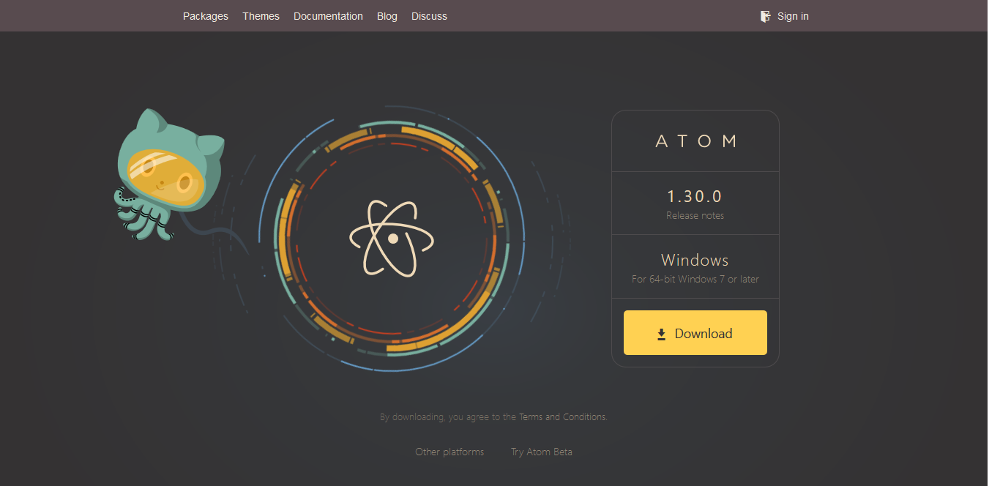 Packages Themes Documentation Blog Discuss Sign in
ATOM
1.30.0
Release notes
Windows
For 64-bit Windows 7 or later
Download
By downloading, you agree to the Terms and Conditions.
Other platforms Try Atom Beta